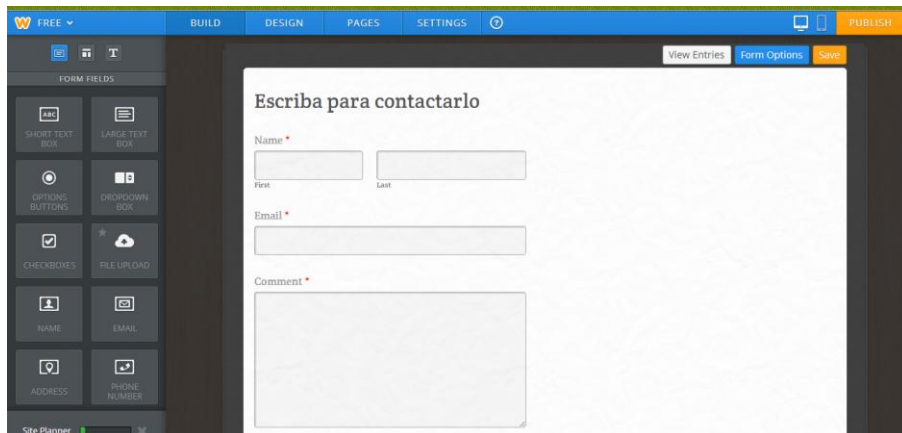 FREE
BUILD DESIGN PAGES SETTINGS ?
PUBLISH
T
FORM FIELDS
ABC
SHORT TEXT BOX
LARGE TEXT BOX
OPTIONS BUTTONS
DROPDOWN BOX
CHECKBOXES
FILE UPLOAD
NAME
EMAIL
ADDRESS
PHONE NUMBER
Site Planner
View Entries Form Options Save
Escriba para contactarlo
Name *
First Last
Email *
Comment *